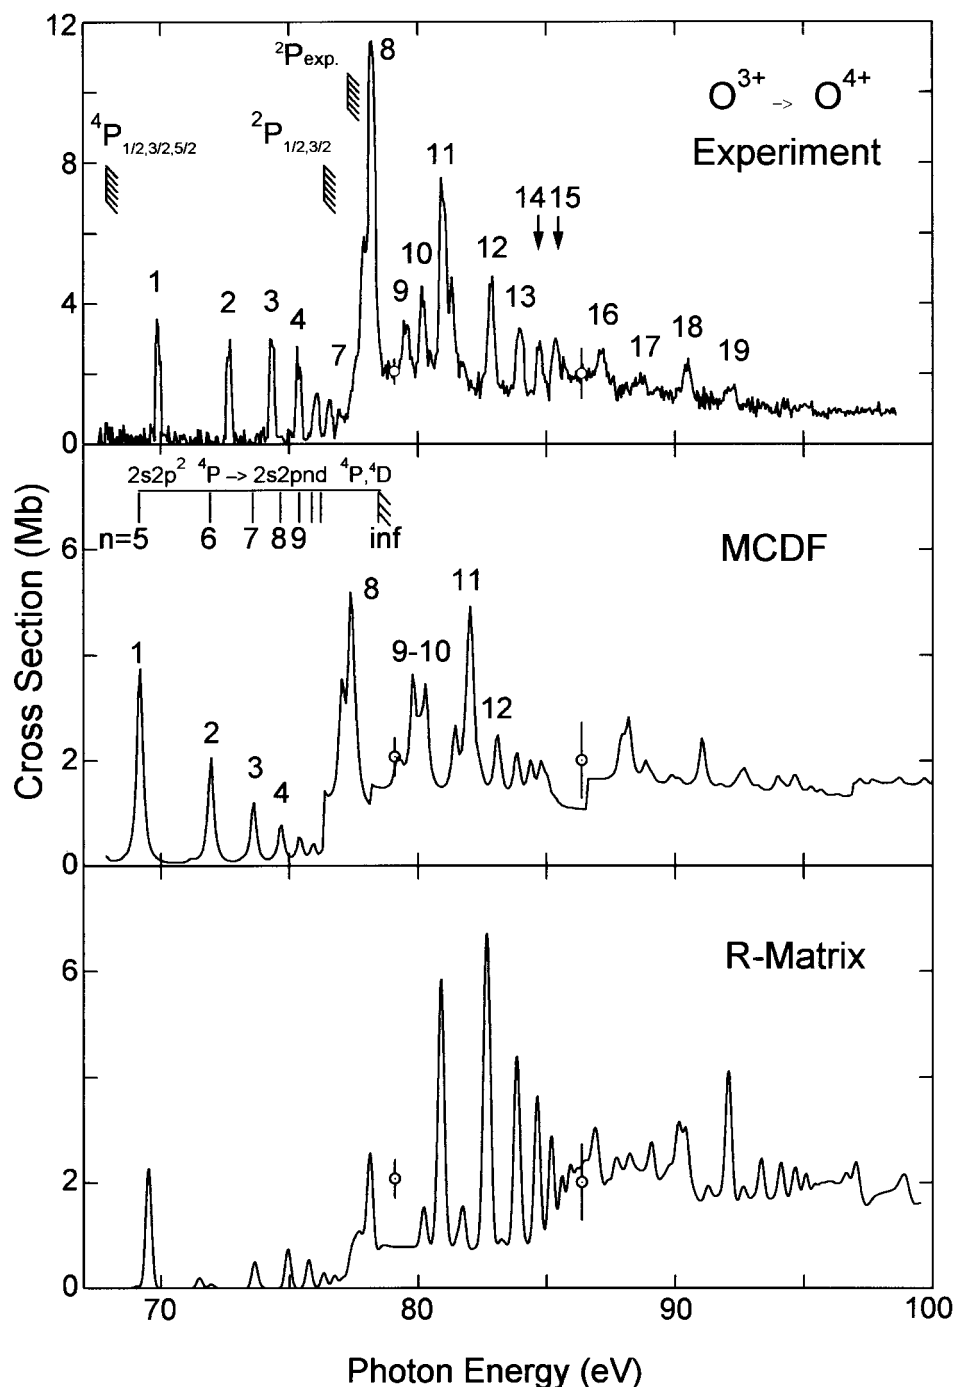 12
²Pexp.
8
O³⁺ -> O⁴⁺
⁴P1/2,3/2,5/2
²P1/2,3/2
11
Experiment
8
14 15
12
10
1
2
3
4
9
13
4
7
16
17
18
19
0
2s2p² ⁴P -> 2s2pnd ⁴P,⁴D
n=5 6 7 8 9 inf
MCDF
6
8
11
1
9-10
2
12
3
4
2
0
R-Matrix
6
2
0
70 80 90 100
Cross Section (Mb)
Photon Energy (eV)